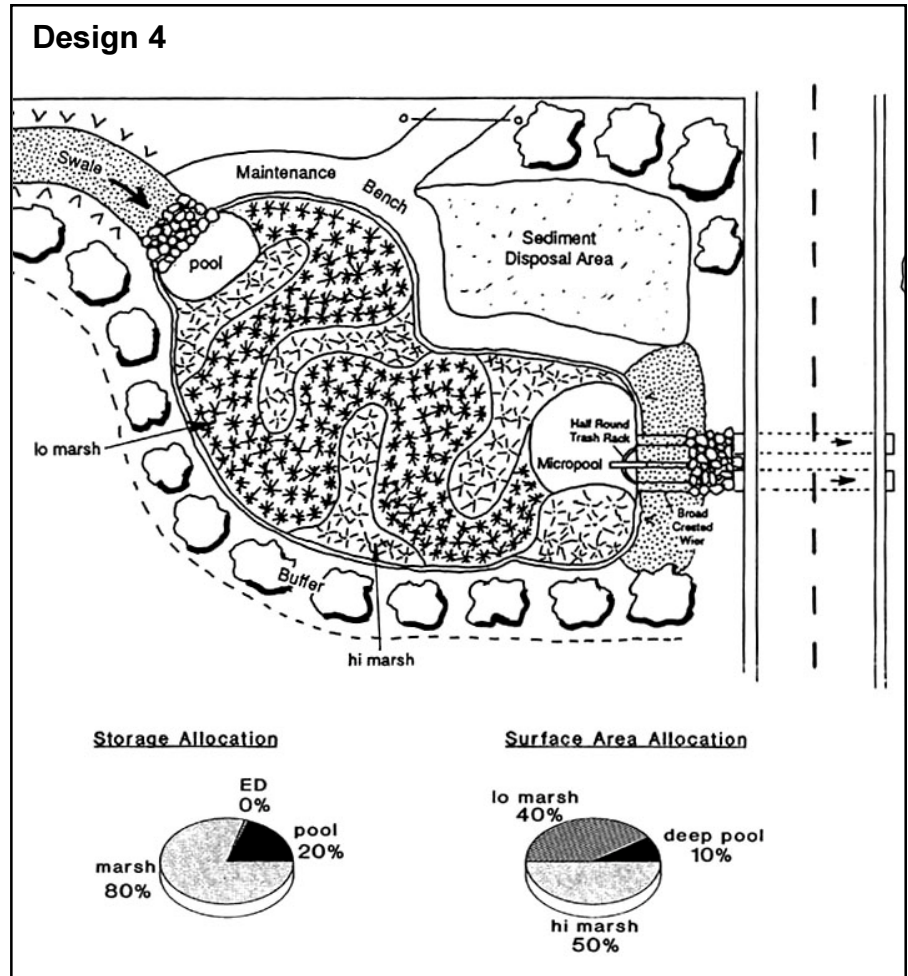 Design 4
Swale
Maintenance
Bench
pool
Sediment
Disposal Area
Half Round
Trash Rack
Micropool
lo marsh
Broad
Crested
Wier
Buffer
hi marsh
Storage Allocation
ED
0%
pool
20%
marsh
80%
Surface Area Allocation
lo marsh
40%
deep pool
10%
hi marsh
50%